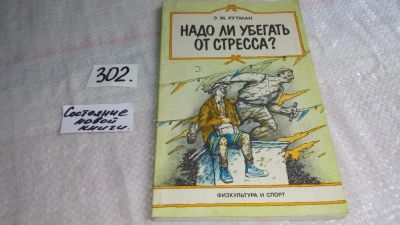 Э. М. РУТМАН
НАДО ЛИ УБЕГАТЬ
ОТ СТРЕССА?
ФИЗКУЛЬТУРА И СПОРТ
302.
Состояние
новой
книги.